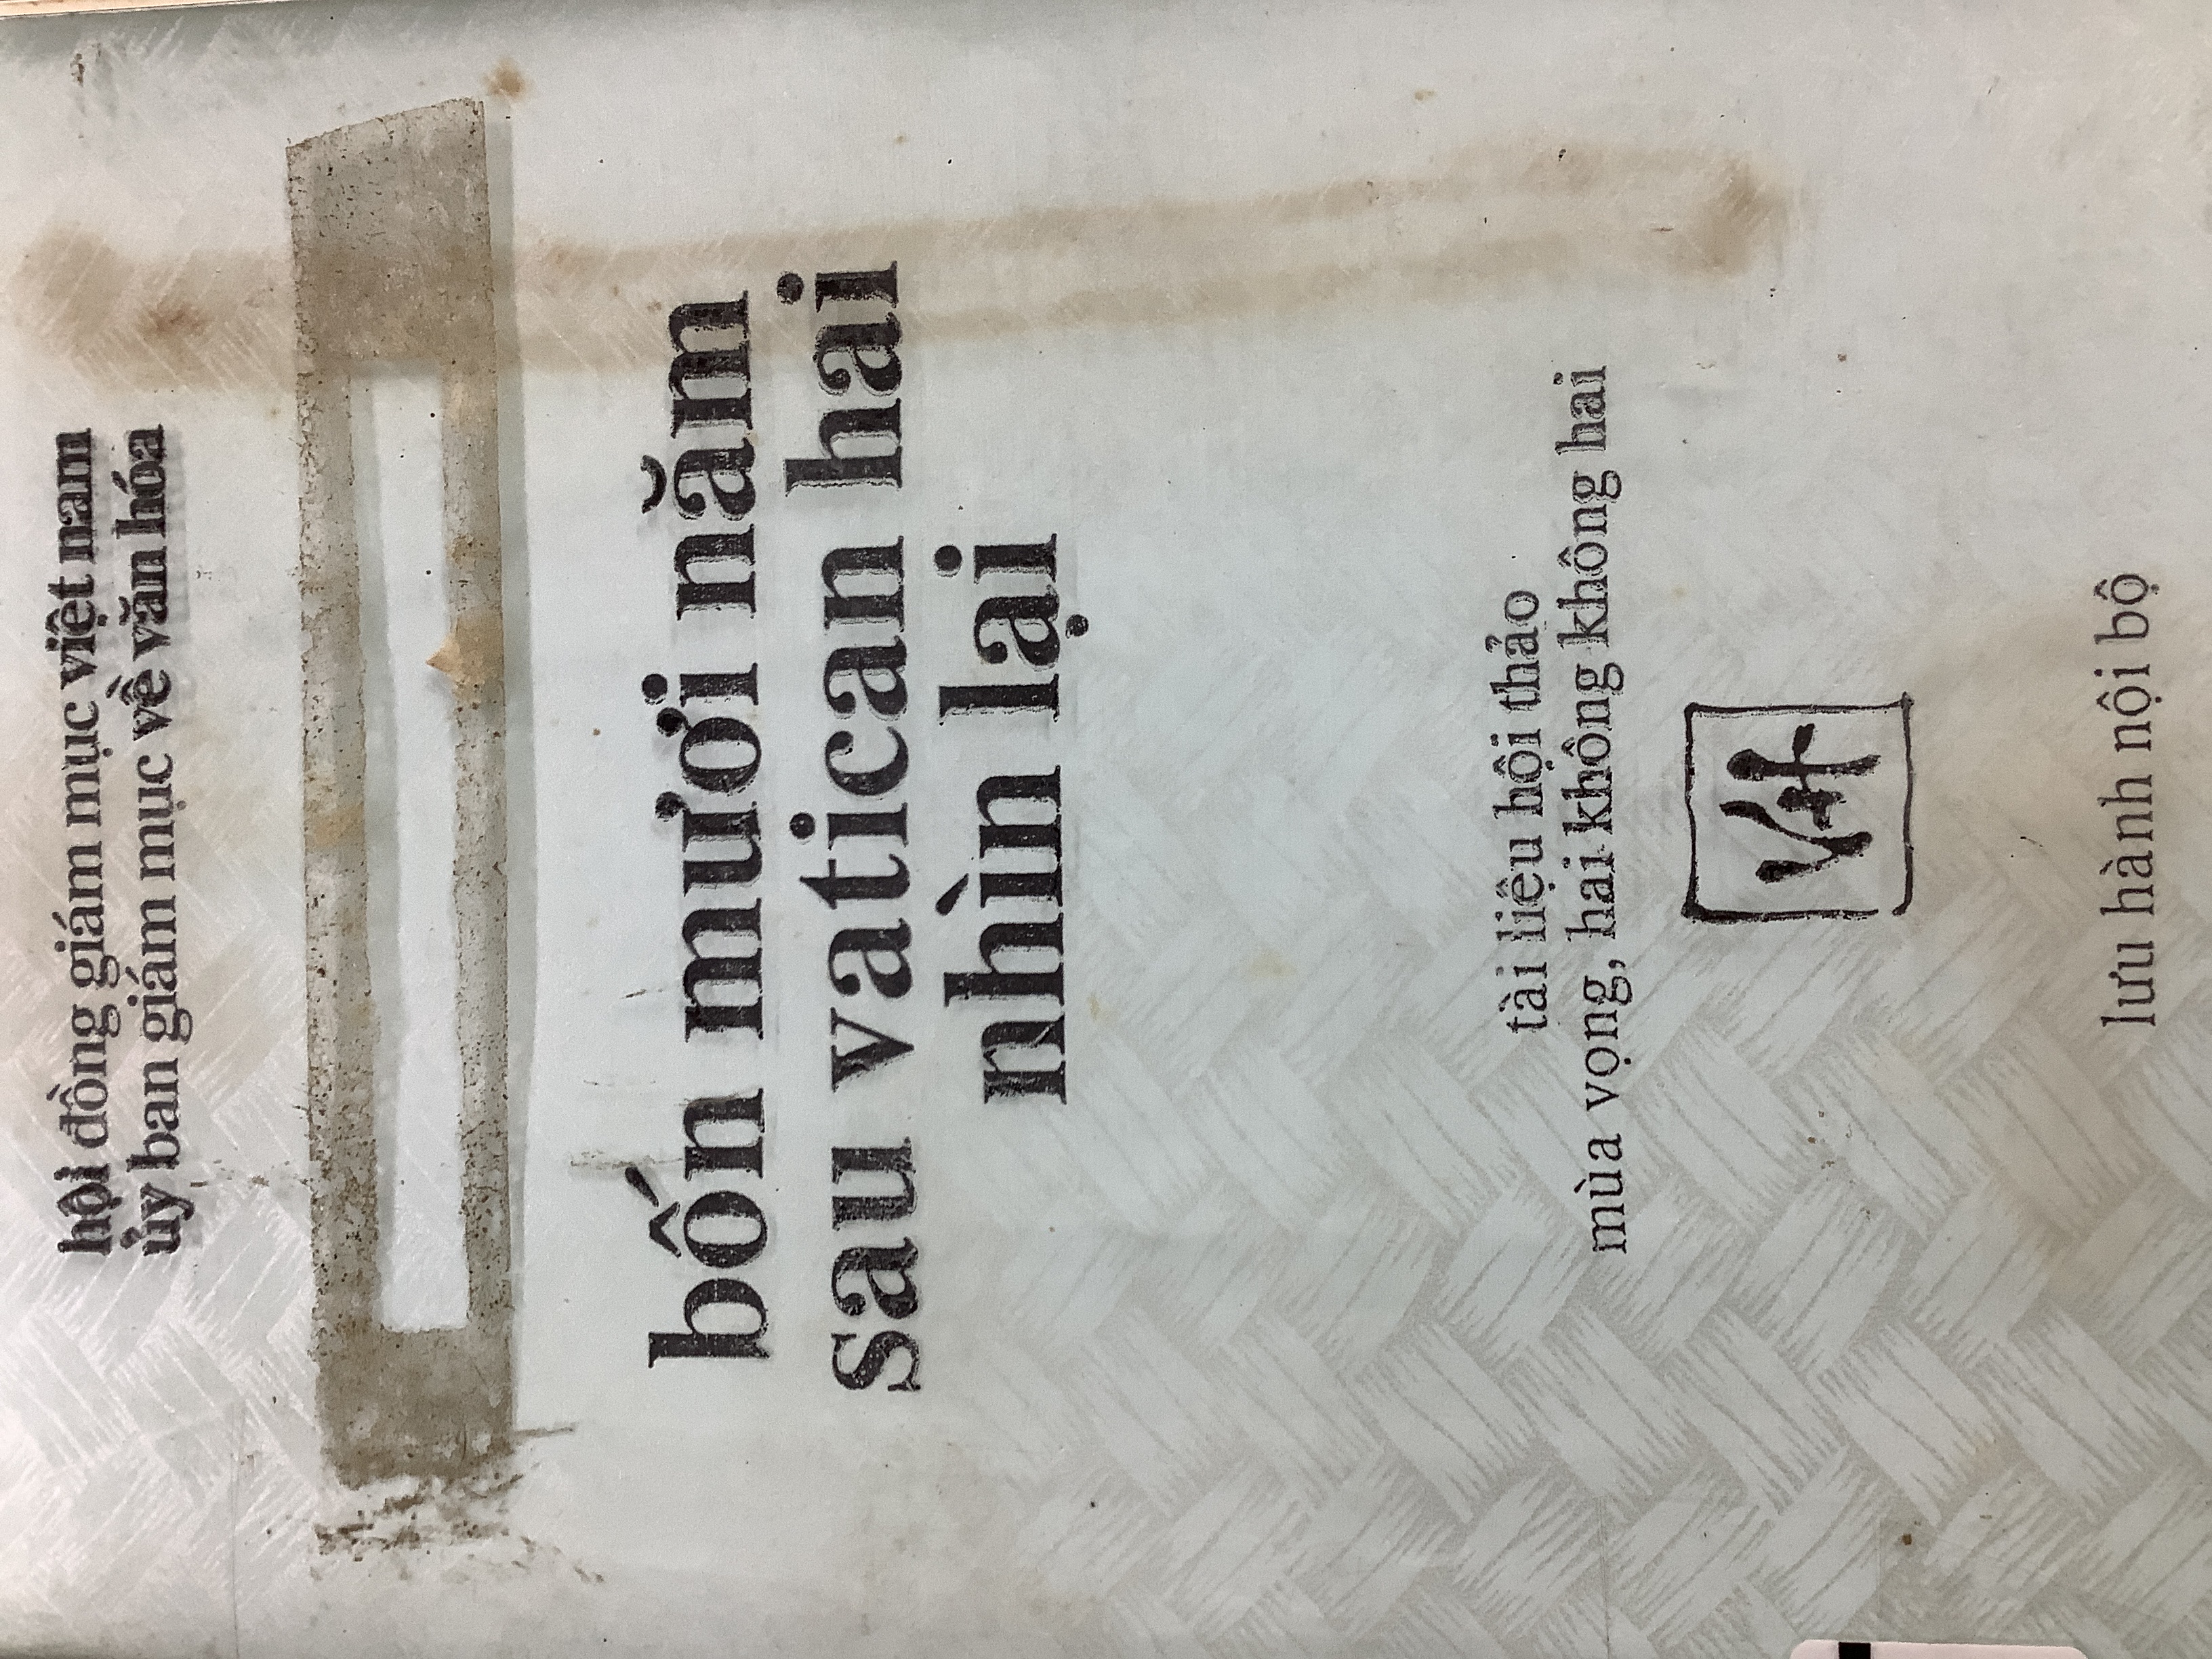 hội đồng giám mục việt nam
ủy ban giám mục về văn hóa
bốn mươi năm
sau vatican hai
nhìn lại
tài liệu hội thảo
mùa vọng, hai không không hai
lưu hành nội bộ